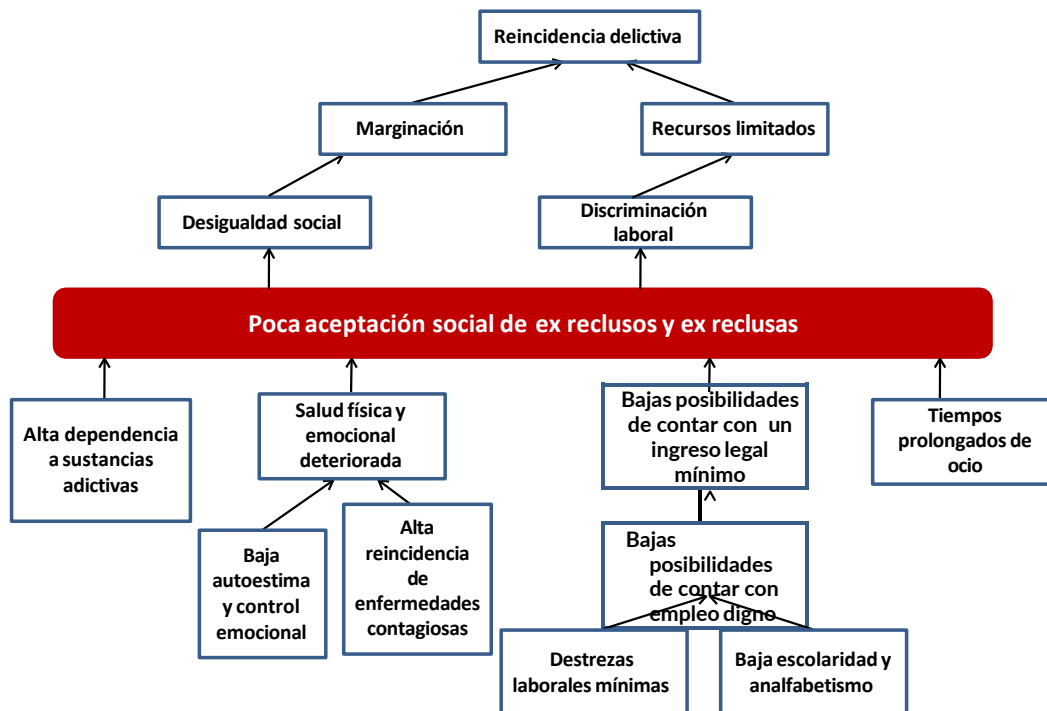 Reincidencia delictiva
Marginación
Recursos limitados
Desigualdad social
Discriminación
laboral
Poca aceptación social de ex reclusos y ex reclusas
Alta dependencia
a sustancias
adictivas
Salud física y
emocional
deteriorada
Bajas posibilidades
de contar con un
ingreso legal
mínimo
Tiempos
prolongados de
ocio
Baja
autoestima
y control
emocional
Alta
reincidencia
de
enfermedades
contagiosas
Bajas
posibilidades
de contar con
empleo digno
Destrezas
laborales mínimas
Baja escolaridad y
analfabetismo